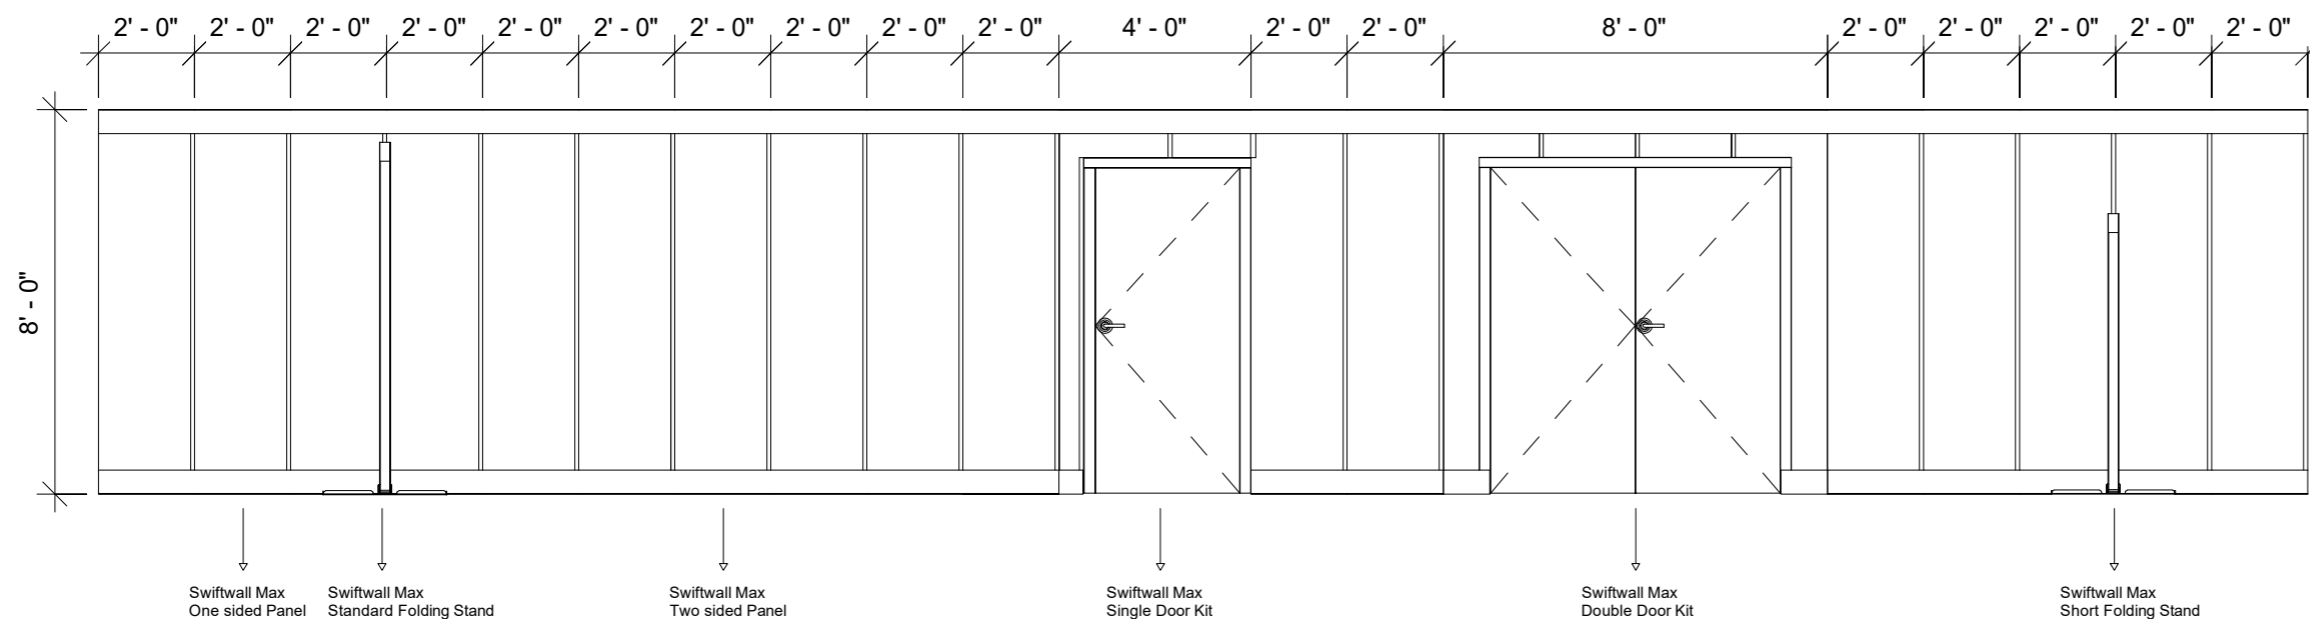 2' - 0" 2' - 0" 2' - 0" 2' - 0" 2' - 0" 2' - 0" 2' - 0" 2' - 0" 2' - 0" 2' - 0" 4' - 0" 2' - 0" 2' - 0" 8' - 0" 2' - 0" 2' - 0" 2' - 0" 2' - 0" 2' - 0"
8' - 0"
Swiftwall Max
One sided Panel
Swiftwall Max
Standard Folding Stand
Swiftwall Max
Two sided Panel
Swiftwall Max
Single Door Kit
Swiftwall Max
Double Door Kit
Swiftwall Max
Short Folding Stand